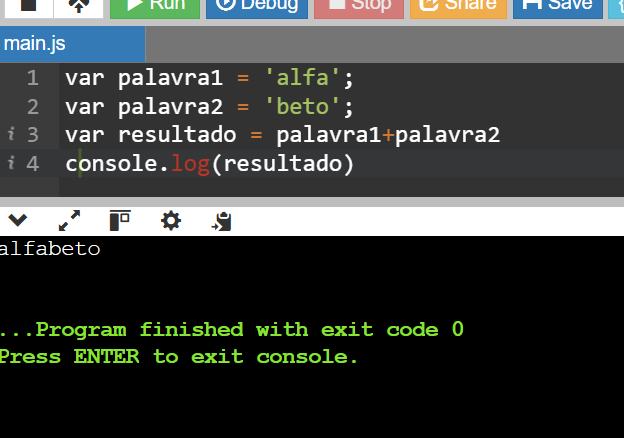 Run Debug Stop Share Save {
main.js
1 var palavra1 = 'alfa';
2 var palavra2 = 'beto';
i 3 var resultado = palavra1+palavra2
i 4 console.log(resultado)
alfabeto
...Program finished with exit code 0
Press ENTER to exit console.